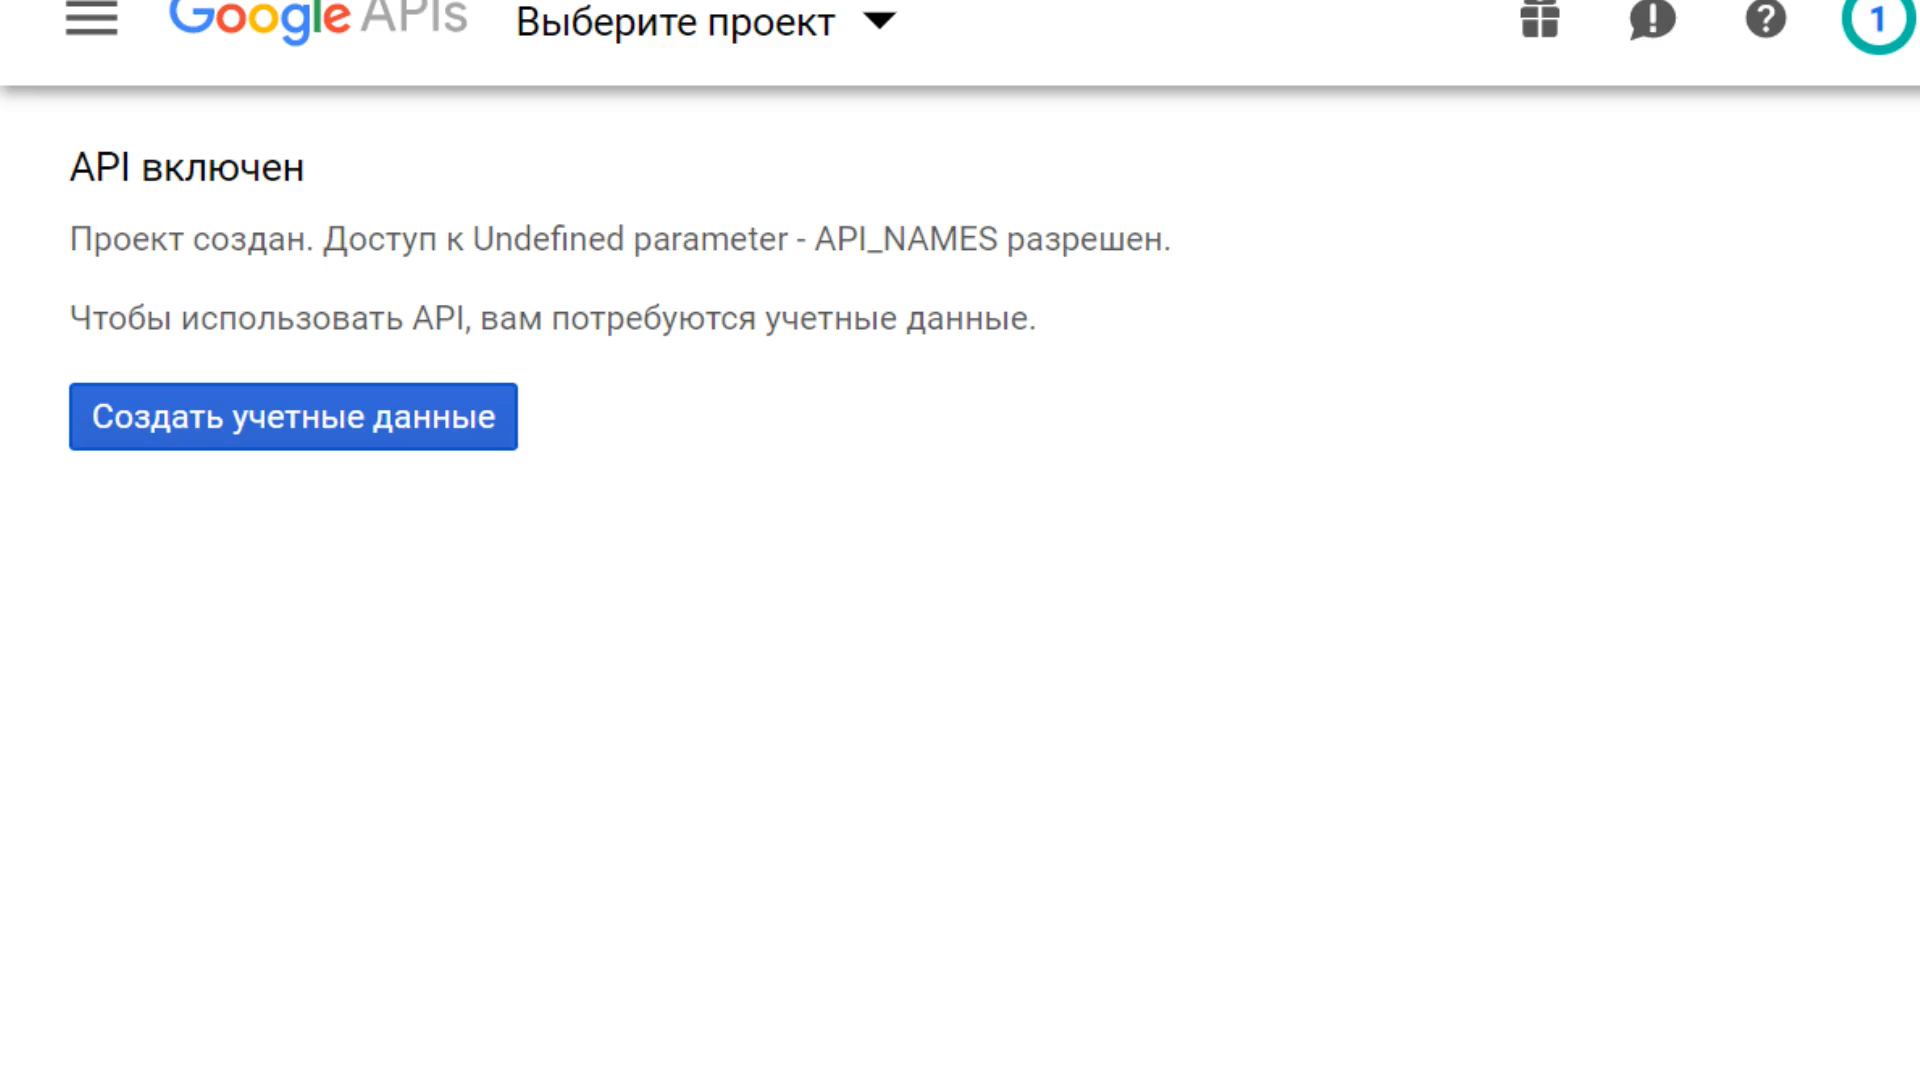 Google APIs Выберите проект 1
API включен
Проект создан. Доступ к Undefined parameter - API_NAMES разрешен.
Чтобы использовать API, вам потребуются учетные данные.
Создать учетные данные